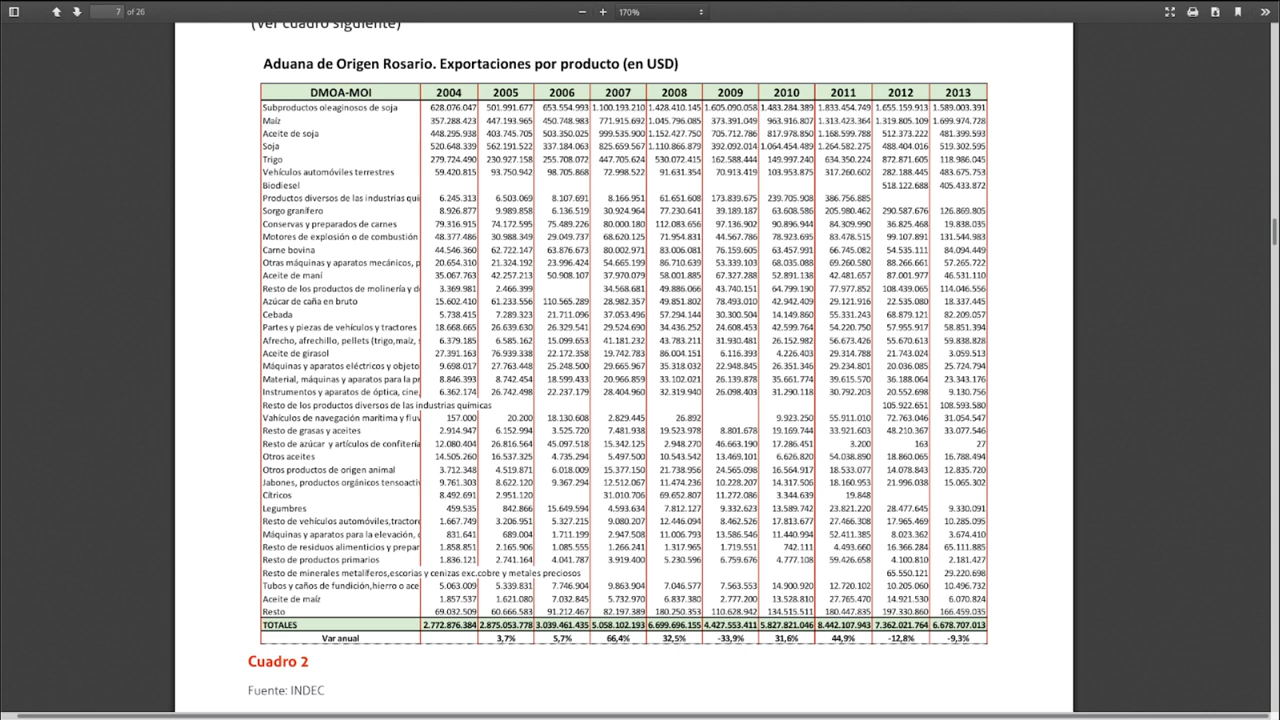 7 of 26 170%
(ver cuadro siguiente)
Aduana de Origen Rosario. Exportaciones por producto (en USD)
DMOA-MOI 2004 2005 2006 2007 2008 2009 2010 2011 2012 2013
Subproductos oleaginosos de soja 628.076.047 501.991.677 653.554.993 1.100.193.210 1.428.410.145 1.605.090.058 1.483.284.389 1.833.454.749 1.655.159.913 1.589.003.391
Maíz 357.288.423 447.193.965 450.748.983 771.915.692 1.045.796.085 373.391.049 963.916.807 1.313.423.364 1.319.805.109 1.699.974.728
Aceite de soja 448.295.938 403.745.705 503.350.025 999.535.900 1.152.427.750 705.712.786 817.978.850 1.168.599.788 512.373.222 481.399.593
Soja 520.648.339 562.191.522 337.184.063 825.659.567 1.110.866.879 392.092.014 1.064.454.489 1.264.582.275 488.404.016 519.302.595
Trigo 279.724.490 230.927.158 255.708.072 447.705.624 530.072.415 162.588.444 149.997.240 634.350.224 872.871.605 118.986.045
Vehículos automóviles terrestres 59.420.815 93.750.942 98.705.868 72.998.522 91.631.354 70.913.419 103.953.875 317.260.602 282.188.445 483.675.753
Biodiesel 518.122.688 405.433.872
Productos diversos de las industrias quí 6.245.313 6.503.069 8.107.691 8.166.951 61.651.608 173.839.675 239.705.908 386.756.885
Sorgo granífero 8.926.877 9.989.858 6.136.519 30.924.964 77.230.641 39.189.187 63.608.586 205.980.462 290.587.676 126.869.805
Conservas y preparados de carnes 79.316.915 74.172.595 75.489.226 80.000.180 112.083.656 97.136.902 90.896.944 84.309.990 36.825.468 19.838.035
Motores de explosión o de combustión 48.377.486 30.988.349 29.049.737 68.620.125 71.954.831 44.567.786 78.923.695 83.478.515 99.107.891 131.544.983
Carne bovina 44.546.360 62.722.147 63.876.673 80.002.971 83.006.081 76.159.605 63.457.991 66.745.082 54.535.111 84.094.449
Otras máquinas y aparatos mecánicos, p 20.654.310 21.324.192 23.996.424 54.665.199 86.710.639 53.339.103 68.035.088 69.260.580 88.266.661 57.265.722
Aceite de maní 35.067.763 42.257.213 50.908.107 37.970.079 58.001.885 67.327.288 52.891.138 42.481.657 87.001.977 46.531.110
Resto de los productos de molinería y d 3.369.981 2.466.399 34.568.681 49.886.066 43.740.151 64.799.190 77.977.852 108.439.065 114.046.556
Azúcar de caña en bruto 15.602.410 61.233.556 110.565.289 28.982.357 49.851.802 78.493.010 42.942.409 29.121.916 22.535.080 18.337.445
Cebada 5.738.415 7.289.323 21.711.096 37.053.496 57.294.144 30.300.504 14.149.860 55.331.243 68.879.121 82.209.057
Partes y piezas de vehículos y tractores 18.668.665 26.639.630 26.329.541 29.524.690 34.436.252 24.608.453 42.599.764 54.220.750 57.955.917 58.851.394
Afrecho, afrechillo, pellets (trigo,maíz, s 6.379.185 6.585.162 15.099.653 41.181.232 43.783.211 31.930.481 26.152.982 56.673.426 55.670.613 59.838.828
Aceite de girasol 27.391.163 76.939.338 22.172.358 19.742.783 86.004.151 6.116.393 4.226.403 29.314.788 21.743.024 3.059.513
Máquinas y aparatos eléctricos y objeto 9.698.017 27.763.448 25.248.500 29.665.967 35.318.032 22.948.845 26.351.346 29.234.801 20.036.085 25.724.794
Material, máquinas y aparatos para la pr 8.846.393 8.742.454 18.599.433 20.966.859 33.102.021 26.139.878 35.661.774 39.615.570 36.188.064 23.343.176
Instrumentos y aparatos de óptica, cine, 6.362.174 26.742.498 22.237.179 28.404.960 32.319.940 26.098.403 31.290.118 30.792.203 20.552.698 9.130.756
Resto de los productos diversos de las industrias químicas 105.922.651 108.593.580
Vahículos de navegación marítima y fluv 157.000 20.200 18.130.608 2.829.445 26.892 9.923.250 55.911.010 72.763.046 31.054.547
Resto de grasas y aceites 2.914.947 6.152.994 3.525.720 7.481.938 19.523.978 8.801.678 19.169.744 33.921.603 48.210.367 33.077.546
Resto de azúcar y artículos de confiteria 12.080.404 26.816.564 45.097.518 15.342.125 2.948.270 46.663.190 17.286.451 3.200 163 27
Otros aceites 14.505.260 16.537.325 4.735.294 5.497.500 10.543.542 13.469.101 6.626.820 54.038.890 18.860.065 16.788.494
Otros productos de origen animal 3.712.348 4.519.871 6.018.009 15.377.150 21.738.956 24.565.098 16.564.917 18.533.077 14.078.843 12.835.720
Jabones, productos orgánicos tensoacti 9.761.303 8.622.120 9.367.294 12.512.067 11.474.236 10.228.207 14.317.506 18.160.953 21.996.038 15.065.302
Cítricos 8.492.691 2.951.120 31.010.706 69.652.807 11.272.086 3.344.639 19.848
Legumbres 459.535 842.866 15.649.594 4.593.634 7.812.127 9.332.623 13.589.742 23.821.220 28.477.645 9.330.091
Resto de vehículos automóviles,tractore 1.667.749 3.206.951 5.327.215 9.080.207 12.446.094 8.462.526 17.813.677 27.466.308 17.965.469 10.285.095
Máquinas y aparatos para la elevación, c 831.641 689.004 1.711.199 2.947.508 11.006.793 13.586.546 11.440.994 52.411.385 8.023.362 3.674.410
Resto de residuos alimenticios y prepar 1.858.851 2.165.906 1.085.555 1.266.241 1.317.965 1.719.551 742.111 4.493.660 16.366.284 65.111.885
Resto de productos primarios 1.836.121 2.741.164 4.041.787 3.919.400 5.230.596 6.759.676 4.777.108 59.426.658 4.100.810 2.181.427
Resto de minerales metalíferos,escorias y cenizas exc.cobre y metales preciosos 65.550.121 29.220.698
Tubos y caños de fundición,hierro o ace 5.063.009 5.339.831 7.746.904 9.863.904 7.046.577 7.563.553 14.900.920 12.720.102 10.205.060 10.496.732
Aceite de maíz 1.857.537 1.621.080 7.032.845 5.732.970 6.837.380 2.777.200 13.528.810 27.765.470 14.921.530 6.070.824
Resto 69.032.509 60.666.583 91.212.467 82.197.389 180.250.353 110.628.942 134.515.511 180.447.835 197.330.860 166.459.035
TOTALES 2.772.876.384 2.875.053.778 3.039.461.435 5.058.102.193 6.699.696.155 4.427.553.411 5.827.821.046 8.442.107.943 7.362.021.764 6.678.707.013
Var anual 3,7% 5,7% 66,4% 32,5% -33,9% 31,6% 44,9% -12,8% -9,3%
Cuadro 2
Fuente: INDEC